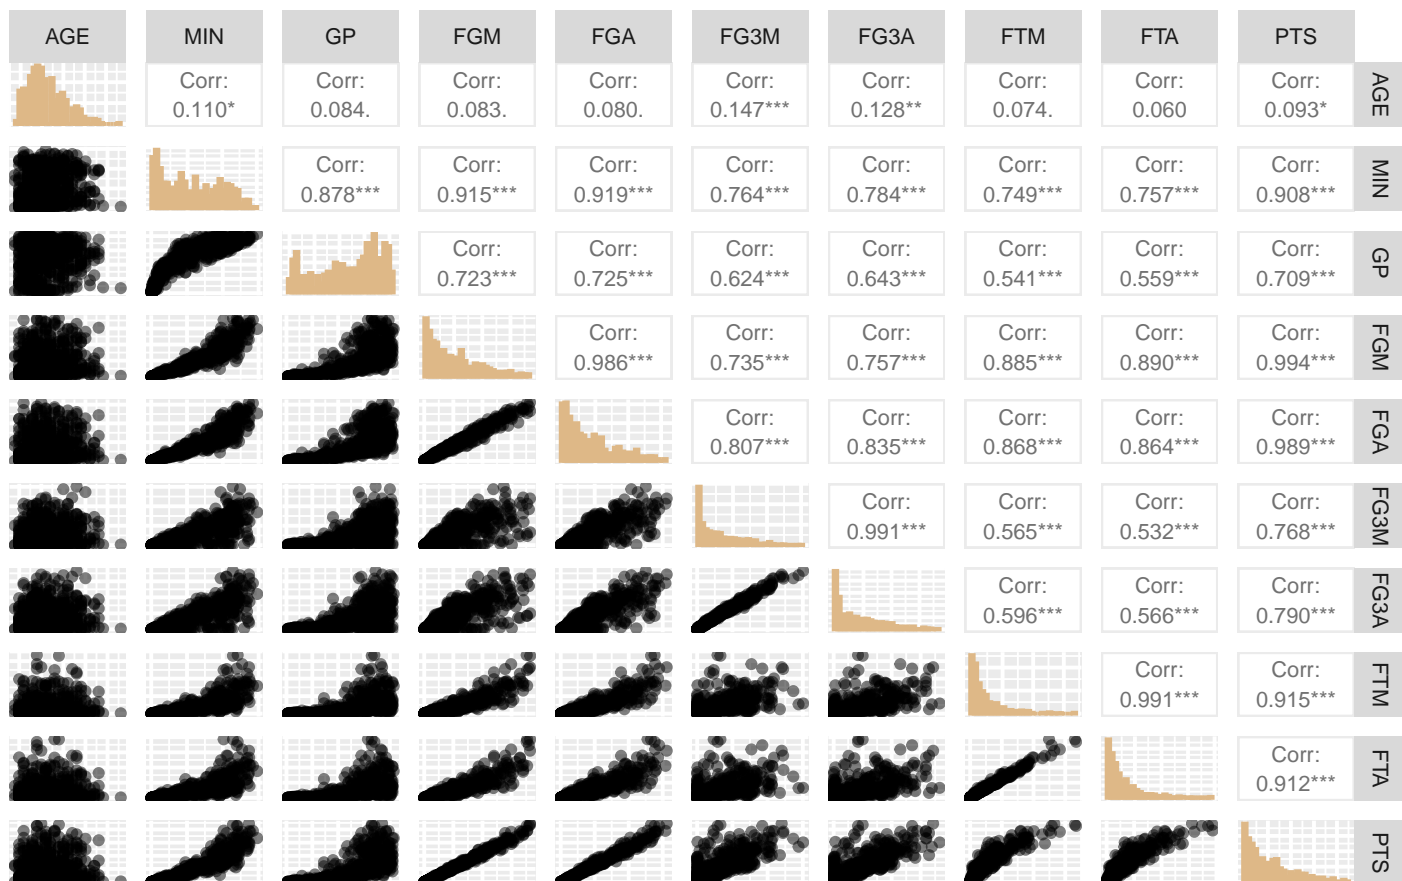 AGE MIN GP FGM FGA FG3M FG3A FTM FTA PTS
Corr: Corr: Corr: Corr: Corr: Corr: Corr: Corr: Corr:
0.110* 0.084. 0.083. 0.080. 0.147*** 0.128** 0.074. 0.060 0.093*
AGE
Corr: Corr: Corr: Corr: Corr: Corr: Corr: Corr:
0.878*** 0.915*** 0.919*** 0.764*** 0.784*** 0.749*** 0.757*** 0.908***
MIN
Corr: Corr: Corr: Corr: Corr: Corr: Corr:
0.723*** 0.725*** 0.624*** 0.643*** 0.541*** 0.559*** 0.709***
GP
Corr: Corr: Corr: Corr: Corr: Corr:
0.986*** 0.735*** 0.757*** 0.885*** 0.890*** 0.994***
FGM
Corr: Corr: Corr: Corr: Corr:
0.807*** 0.835*** 0.868*** 0.864*** 0.989***
FGA
Corr: Corr: Corr: Corr:
0.991*** 0.565*** 0.532*** 0.768***
FG3M
Corr: Corr: Corr:
0.596*** 0.566*** 0.790***
FG3A
Corr: Corr:
0.991*** 0.915***
FTM
Corr:
0.912***
FTA
PTS